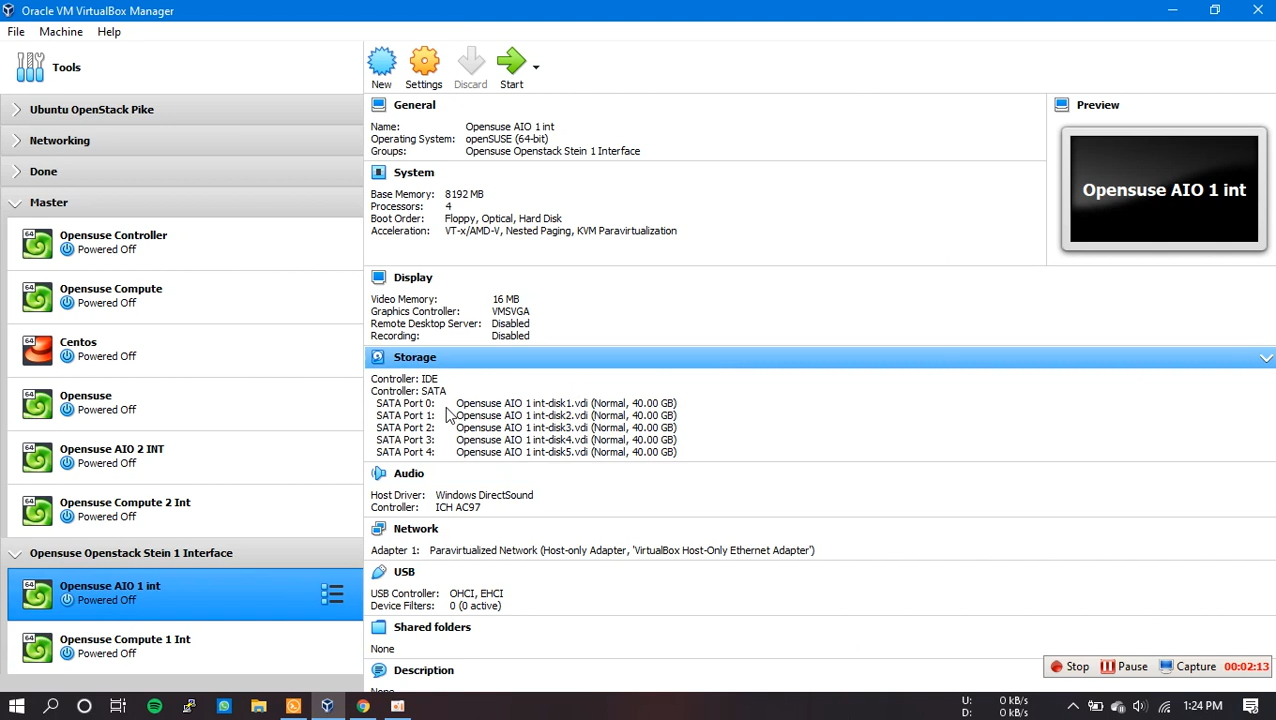 Oracle VM VirtualBox Manager
File Machine Help
Tools
New Settings Discard Start
Ubuntu OpenStack Pike
Networking
Done
Master
64
Opensuse Controller
Powered Off
64
Opensuse Compute
Powered Off
64
Centos
Powered Off
64
Opensuse
Powered Off
64
Opensuse AIO 2 INT
Powered Off
64
Opensuse Compute 2 Int
Powered Off
Opensuse Openstack Stein 1 Interface
64
Opensuse AIO 1 int
Powered Off
64
Opensuse Compute 1 Int
Powered Off
General
Name: Opensuse AIO 1 int
Operating System: openSUSE (64-bit)
Groups: Opensuse Openstack Stein 1 Interface
System
Base Memory: 8192 MB
Processors: 4
Boot Order: Floppy, Optical, Hard Disk
Acceleration: VT-x/AMD-V, Nested Paging, KVM Paravirtualization
Display
Video Memory: 16 MB
Graphics Controller: VMSVGA
Remote Desktop Server: Disabled
Recording: Disabled
Storage
Controller: IDE
Controller: SATA
SATA Port 0: Opensuse AIO 1 int-disk1.vdi (Normal, 40.00 GB)
SATA Port 1: Opensuse AIO 1 int-disk2.vdi (Normal, 40.00 GB)
SATA Port 2: Opensuse AIO 1 int-disk3.vdi (Normal, 40.00 GB)
SATA Port 3: Opensuse AIO 1 int-disk4.vdi (Normal, 40.00 GB)
SATA Port 4: Opensuse AIO 1 int-disk5.vdi (Normal, 40.00 GB)
Audio
Host Driver: Windows DirectSound
Controller: ICH AC97
Network
Adapter 1: Paravirtualized Network (Host-only Adapter, 'VirtualBox Host-Only Ethernet Adapter')
USB
USB Controller: OHCI, EHCI
Device Filters: 0 (0 active)
Shared folders
None
Description
Preview
Opensuse AIO 1 int
Stop Pause Capture 00:02:13
U: 0 kB/s
D: 0 kB/s
1:24 PM